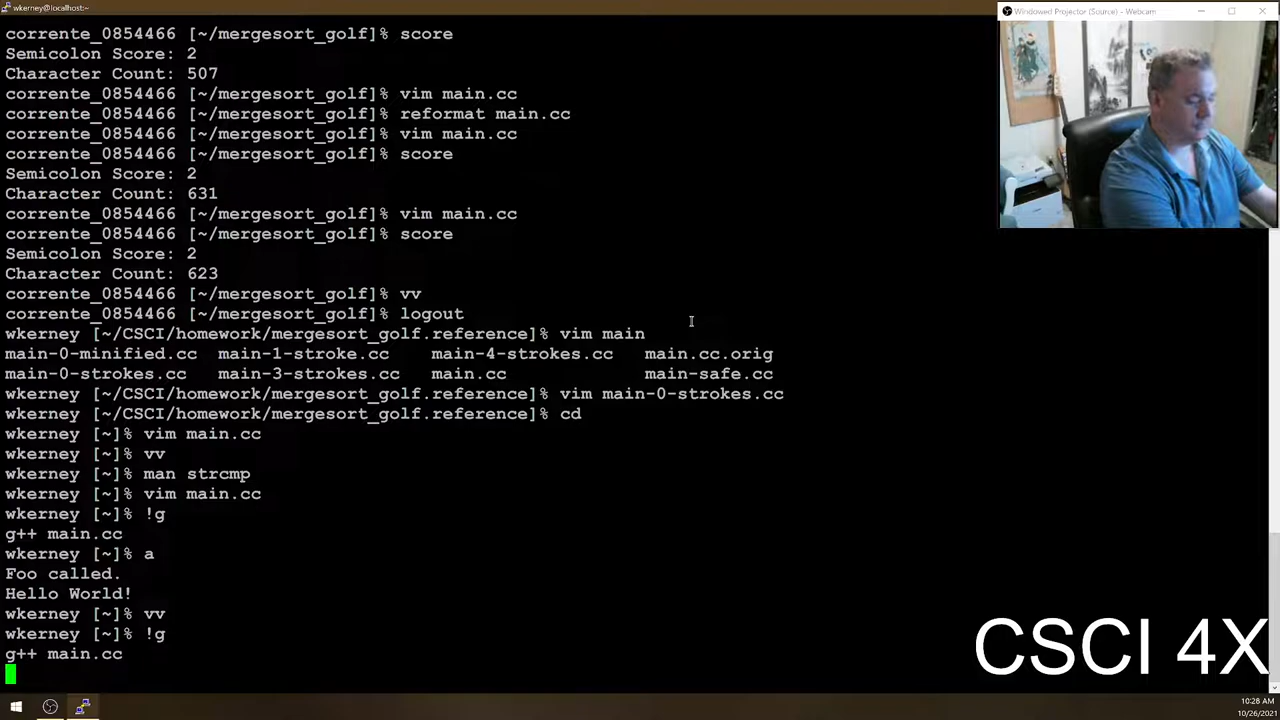 wkerney@localhost:~
Windowed Projector (Source) - Webcam
corrente_0854466 [~/mergesort_golf]% score
Semicolon Score: 2
Character Count: 507
corrente_0854466 [~/mergesort_golf]% vim main.cc
corrente_0854466 [~/mergesort_golf]% reformat main.cc
corrente_0854466 [~/mergesort_golf]% vim main.cc
corrente_0854466 [~/mergesort_golf]% score
Semicolon Score: 2
Character Count: 631
corrente_0854466 [~/mergesort_golf]% vim main.cc
corrente_0854466 [~/mergesort_golf]% score
Semicolon Score: 2
Character Count: 623
corrente_0854466 [~/mergesort_golf]% vv
corrente_0854466 [~/mergesort_golf]% logout
wkerney [~/CSCI/homework/mergesort_golf.reference]% vim main
main-0-minified.cc main-1-stroke.cc main-4-strokes.cc main.cc.orig
main-0-strokes.cc main-3-strokes.cc main.cc main-safe.cc
wkerney [~/CSCI/homework/mergesort_golf.reference]% vim main-0-strokes.cc
wkerney [~/CSCI/homework/mergesort_golf.reference]% cd
wkerney [~]% vim main.cc
wkerney [~]% vv
wkerney [~]% man strcmp
wkerney [~]% vim main.cc
wkerney [~]% !g
g++ main.cc
wkerney [~]% a
Foo called.
Hello World!
wkerney [~]% vv
wkerney [~]% !g
g++ main.cc
CSCI 4X
10:28 AM
10/26/2021